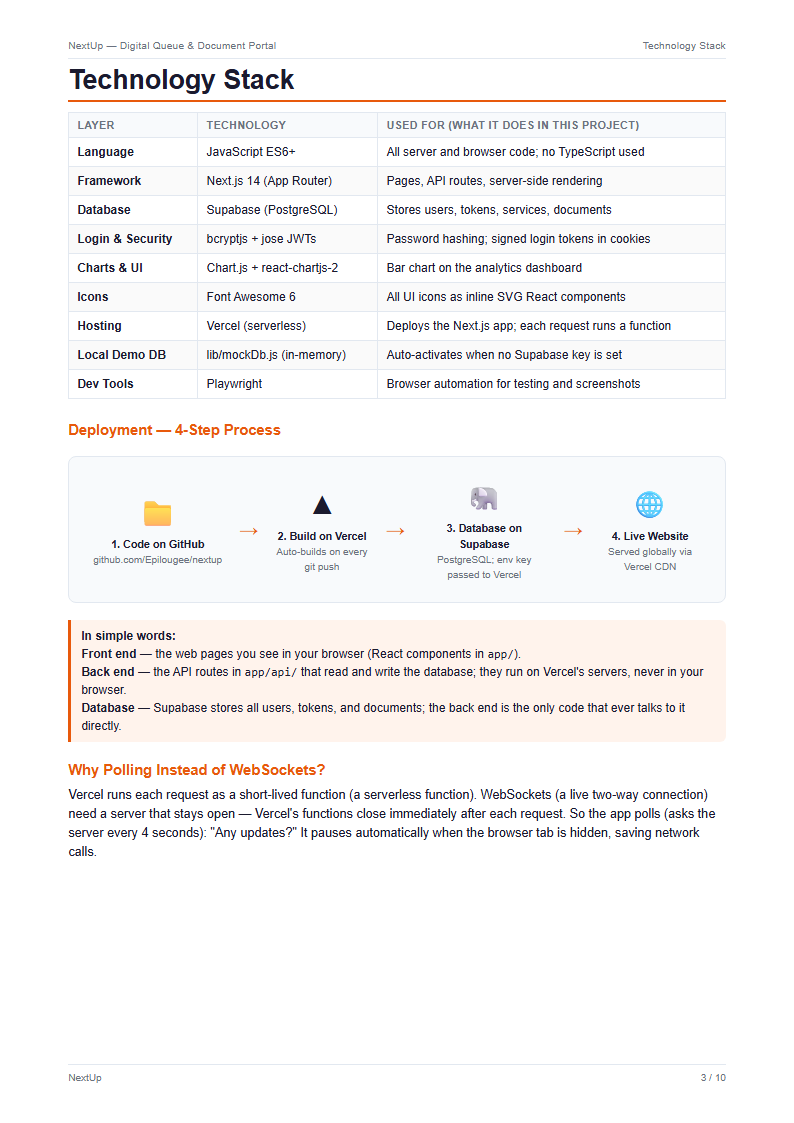 NextUp — Digital Queue & Document Portal Technology Stack
Technology Stack
LAYER TECHNOLOGY USED FOR (WHAT IT DOES IN THIS PROJECT)
Language JavaScript ES6+ All server and browser code; no TypeScript used
Framework Next.js 14 (App Router) Pages, API routes, server-side rendering
Database Supabase (PostgreSQL) Stores users, tokens, services, documents
Login & Security bcryptjs + jose JWTs Password hashing; signed login tokens in cookies
Charts & UI Chart.js + react-chartjs-2 Bar chart on the analytics dashboard
Icons Font Awesome 6 All UI icons as inline SVG React components
Hosting Vercel (serverless) Deploys the Next.js app; each request runs a function
Local Demo DB lib/mockDb.js (in-memory) Auto-activates when no Supabase key is set
Dev Tools Playwright Browser automation for testing and screenshots
Deployment — 4-Step Process
1. Code on GitHub
github.com/Epilougee/nextup
→
2. Build on Vercel
Auto-builds on every
git push
→
3. Database on
Supabase
PostgreSQL; env key
passed to Vercel
→
4. Live Website
Served globally via
Vercel CDN
In simple words:
Front end — the web pages you see in your browser (React components in app/).
Back end — the API routes in app/api/ that read and write the database; they run on Vercel's servers, never in your
browser.
Database — Supabase stores all users, tokens, and documents; the back end is the only code that ever talks to it
directly.
Why Polling Instead of WebSockets?
Vercel runs each request as a short-lived function (a serverless function). WebSockets (a live two-way connection)
need a server that stays open — Vercel's functions close immediately after each request. So the app polls (asks the
server every 4 seconds): "Any updates?" It pauses automatically when the browser tab is hidden, saving network
calls.
NextUp 3 / 10